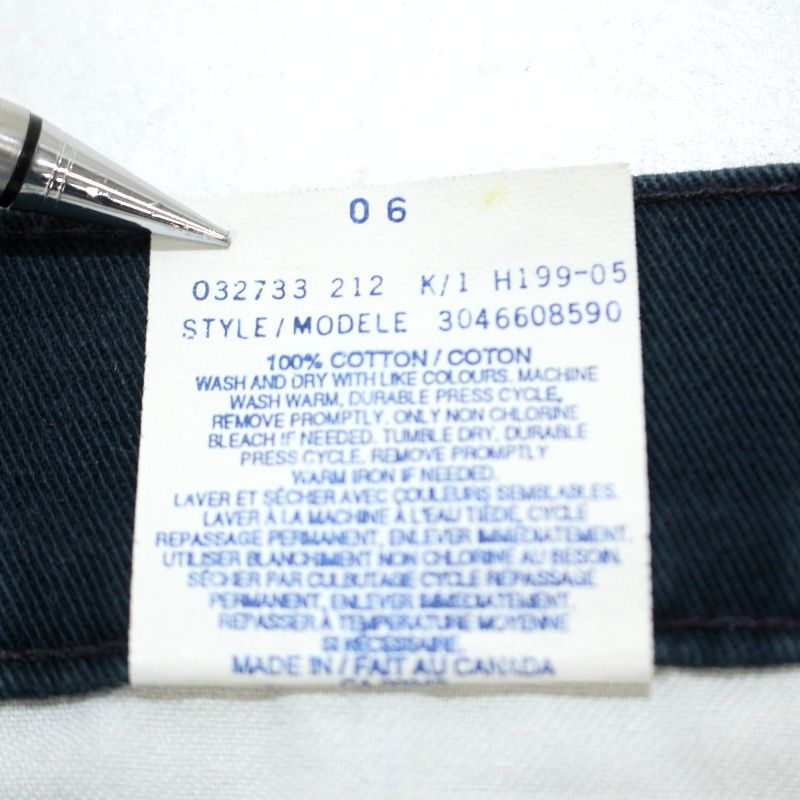 06
032733 212 K/1 H199-05
STYLE/MODELE 3046608590
100% COTTON/COTON
WASH AND DRY WITH LIKE COLOURS. MACHINE
WASH WARM, DURABLE PRESS CYCLE,
REMOVE PROMPTLY. ONLY NON CHLORINE
BLEACH IF NEEDED. TUMBLE DRY, DURABLE
PRESS CYCLE. REMOVE PROMPTLY
WARM IRON IF NEEDED.
LAVER ET SÉCHER AVEC COULEURS SEMBLABLES.
LAVER À LA MACHINE À L'EAU TIÈDE, CYCLE
REPASSAGE PERMANENT, ENLEVER IMMÉDIATEMENT.
UTILISER BLANCHIMENT NON CHLORINE AU BESOIN.
SÉCHER PAR CULBUTAGE CYCLE REPASSAGE
PERMANENT, ENLEVER IMMÉDIATEMENT.
REPASSER À TEMPÉRATURE MOYENNE
SI NÉCESSAIRE.
MADE IN/FAIT AU CANADA